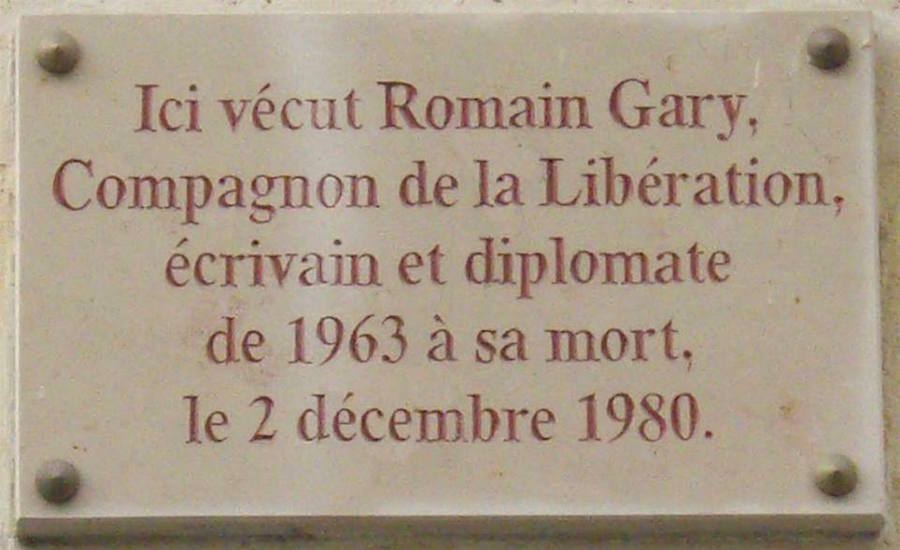 Ici vécut Romain Gary,
Compagnon de la Libération,
écrivain et diplomate
de 1963 à sa mort,
le 2 décembre 1980.